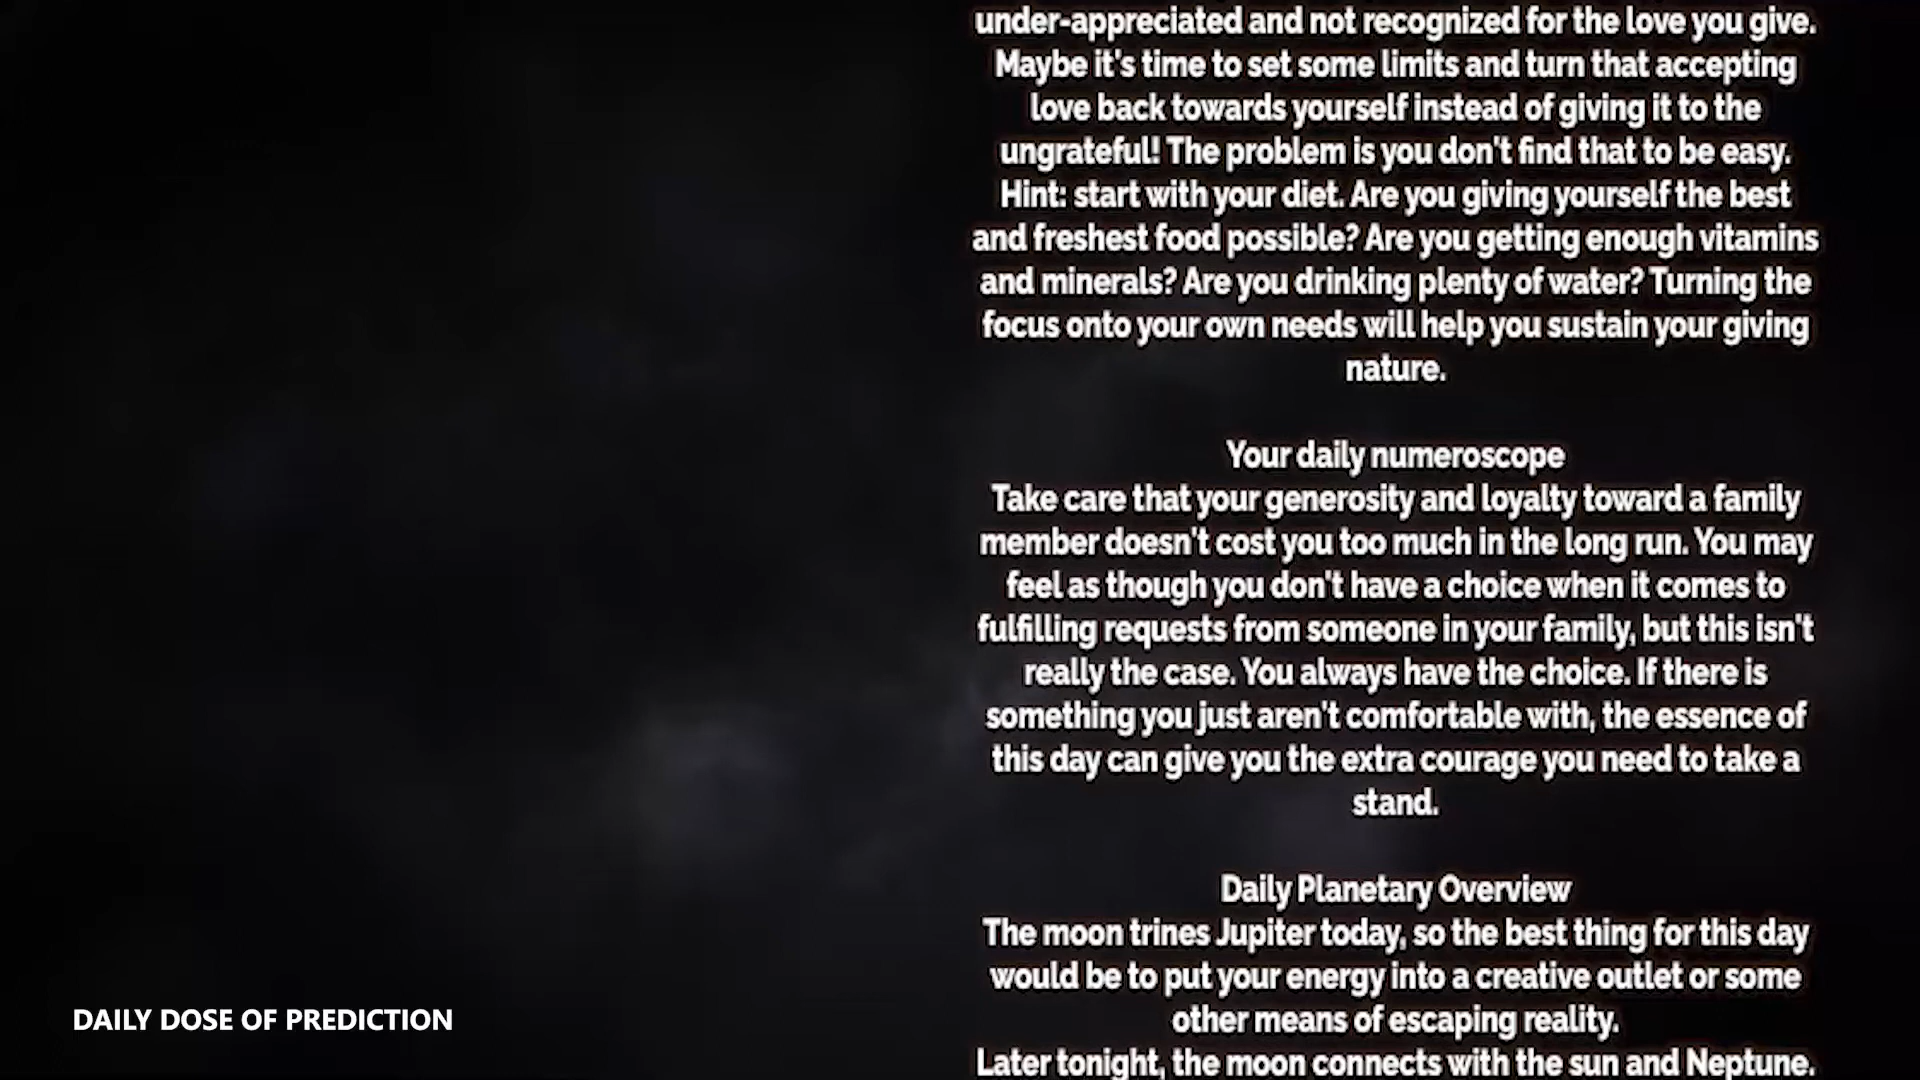 under-appreciated and not recognized for the love you give.
Maybe it's time to set some limits and turn that accepting
love back towards yourself instead of giving it to the
ungrateful! The problem is you don't find that to be easy.
Hint: start with your diet. Are you giving yourself the best
and freshest food possible? Are you getting enough vitamins
and minerals? Are you drinking plenty of water? Turning the
focus onto your own needs will help you sustain your giving
nature.
Your daily numeroscope
Take care that your generosity and loyalty toward a family
member doesn't cost you too much in the long run. You may
feel as though you don't have a choice when it comes to
fulfilling requests from someone in your family, but this isn't
really the case. You always have the choice. If there is
something you just aren't comfortable with, the essence of
this day can give you the extra courage you need to take a
stand.
Daily Planetary Overview
The moon trines Jupiter today, so the best thing for this day
would be to put your energy into a creative outlet or some
other means of escaping reality.
Later tonight, the moon connects with the sun and Neptune.
DAILY DOSE OF PREDICTION